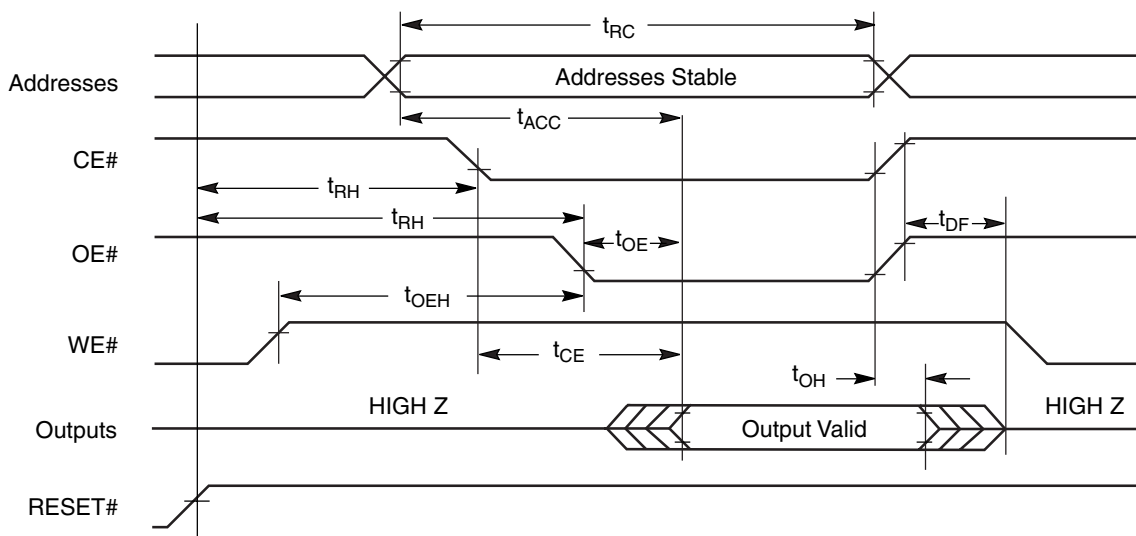 tRC
Addresses
Addresses Stable
tACC
CE#
tRH
tRH
tDF
OE#
tOE
tOEH
WE#
tCE
tOH
HIGH Z
HIGH Z
Outputs
Output Valid
RESET#